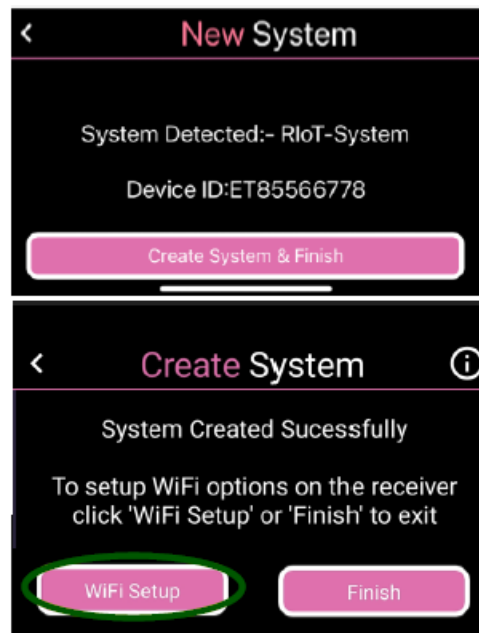 New System
System Detected:- RIoT-System
Device ID:ET85566778
Create System & Finish
Create System
System Created Sucessfully
To setup WiFi options on the receiver
click 'WiFi Setup' or 'Finish' to exit
WiFi Setup
Finish